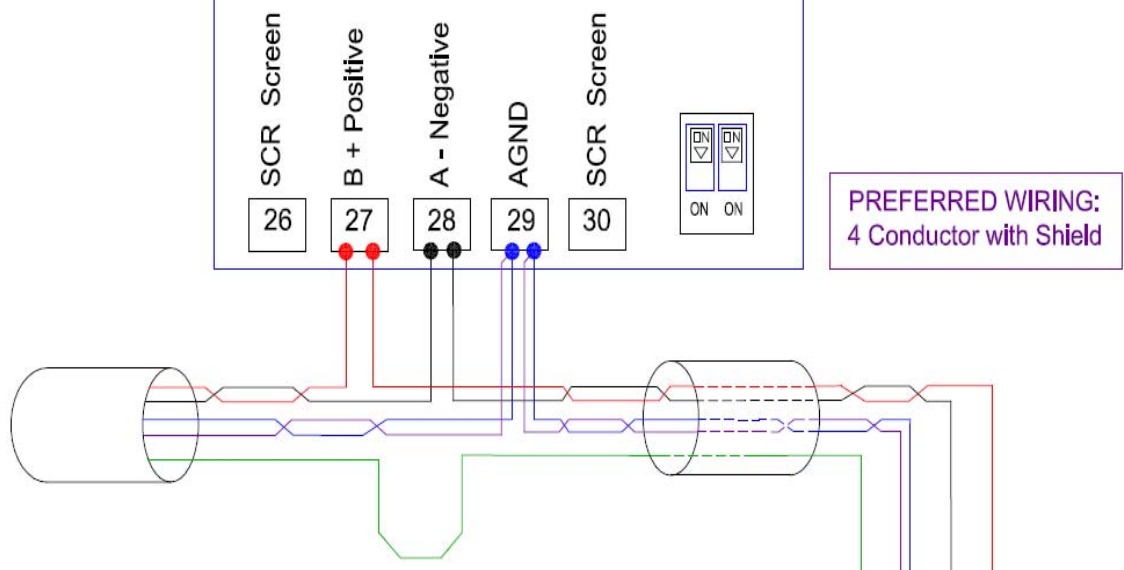 SCR Screen
B + Positive
A - Negative
AGND
SCR Screen
26
27
28
29
30
ON ON
ON ON
PREFERRED WIRING:
4 Conductor with Shield